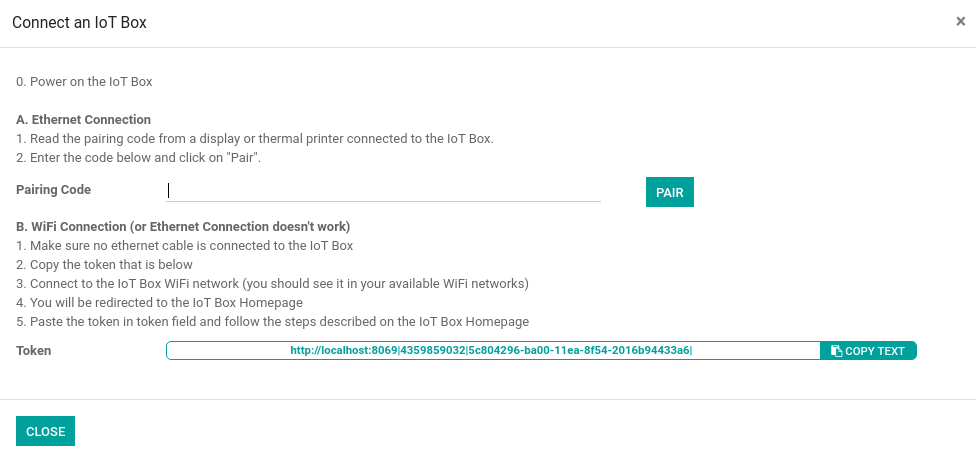 Connect an IoT Box ×
0. Power on the IoT Box
A. Ethernet Connection
1. Read the pairing code from a display or thermal printer connected to the IoT Box.
2. Enter the code below and click on "Pair".
Pairing Code PAIR
B. WiFi Connection (or Ethernet Connection doesn't work)
1. Make sure no ethernet cable is connected to the IoT Box
2. Copy the token that is below
3. Connect to the IoT Box WiFi network (you should see it in your available WiFi networks)
4. You will be redirected to the IoT Box Homepage
5. Paste the token in token field and follow the steps described on the IoT Box Homepage
Token http://localhost:8069|4359859032|5c804296-ba00-11ea-8f54-2016b94433a6| COPY TEXT
CLOSE